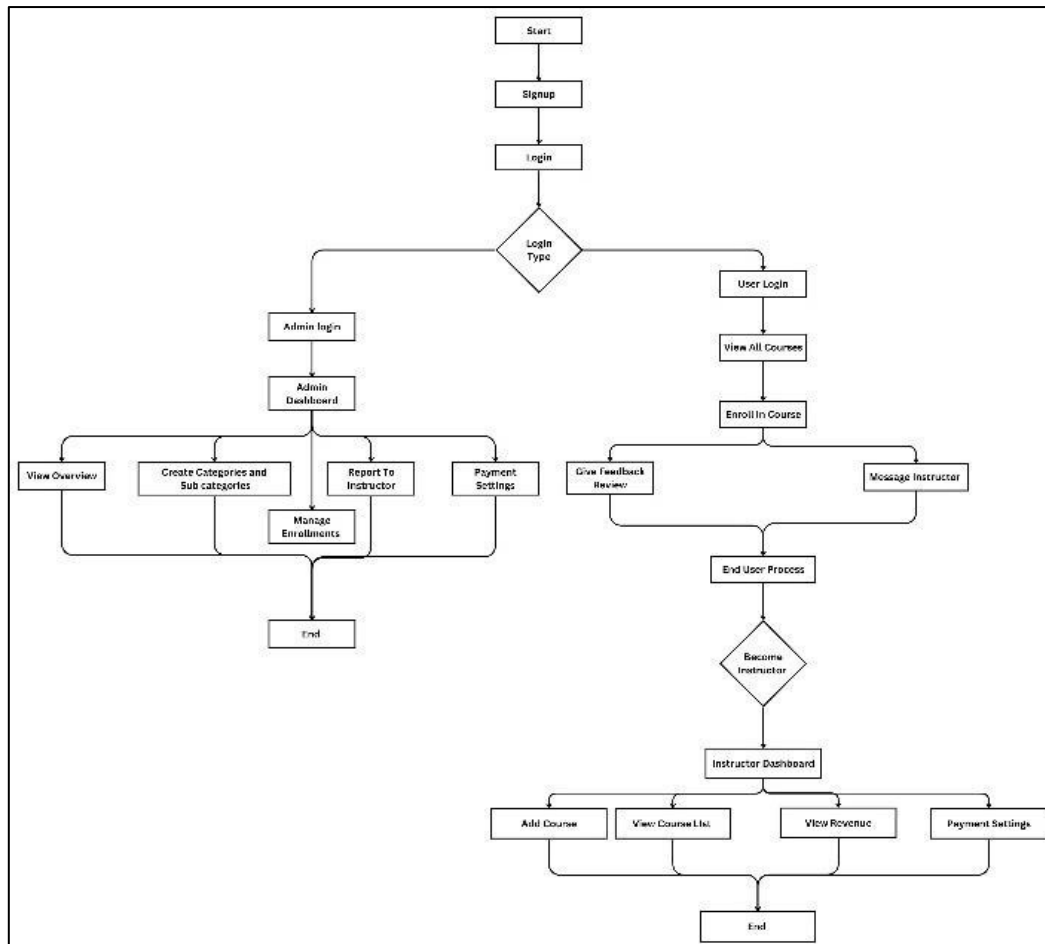 Start
Signup
Login
Login
Type
User Login
Admin login
View All Courses
Admin
Dashboard
Enroll In Course
View Overview
Create Categories and
Sub categories
Report To
Instructor
Payment
Settings
Give Feedback
Review
Message Instructor
Manage
Enrollments
End User Process
End
Become
Instructor
Instructor Dashboard
Add Course
View Course List
View Revenue
Payment Settings
End